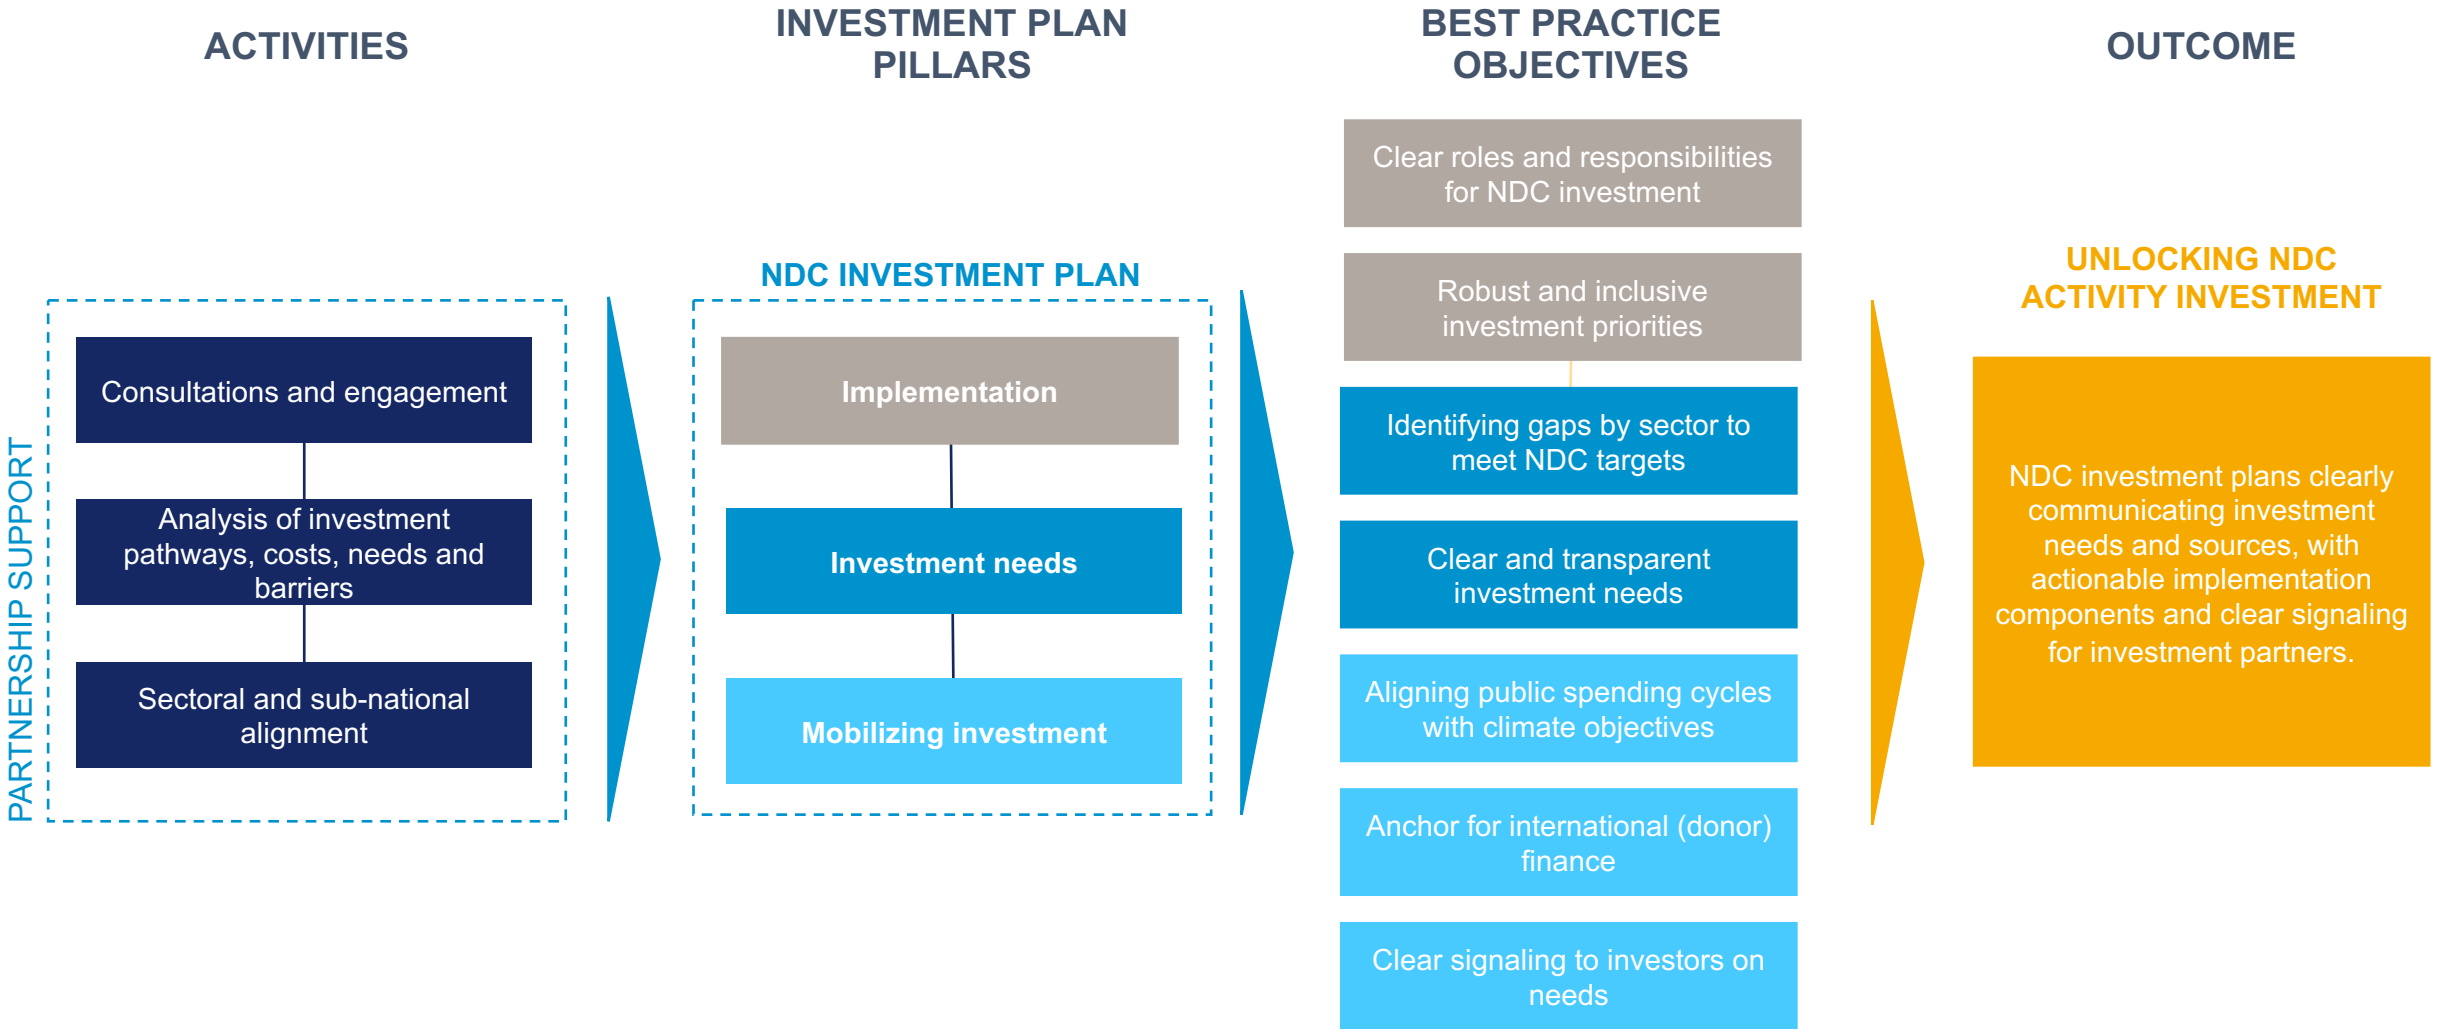 ACTIVITIES
INVESTMENT PLAN
PILLARS
BEST PRACTICE
OBJECTIVES
OUTCOME
PARTNERSHIP SUPPORT
Consultations and engagement
Analysis of investment
pathways, costs, needs and
barriers
Sectoral and sub-national
alignment
NDC INVESTMENT PLAN
Implementation
Investment needs
Mobilizing investment
Clear roles and responsibilities
for NDC investment
Robust and inclusive
investment priorities
Identifying gaps by sector to
meet NDC targets
Clear and transparent
investment needs
Aligning public spending cycles
with climate objectives
Anchor for international (donor)
finance
Clear signaling to investors on
needs
UNLOCKING NDC
ACTIVITY INVESTMENT
NDC investment plans clearly
communicating investment
needs and sources, with
actionable implementation
components and clear signaling
for investment partners.